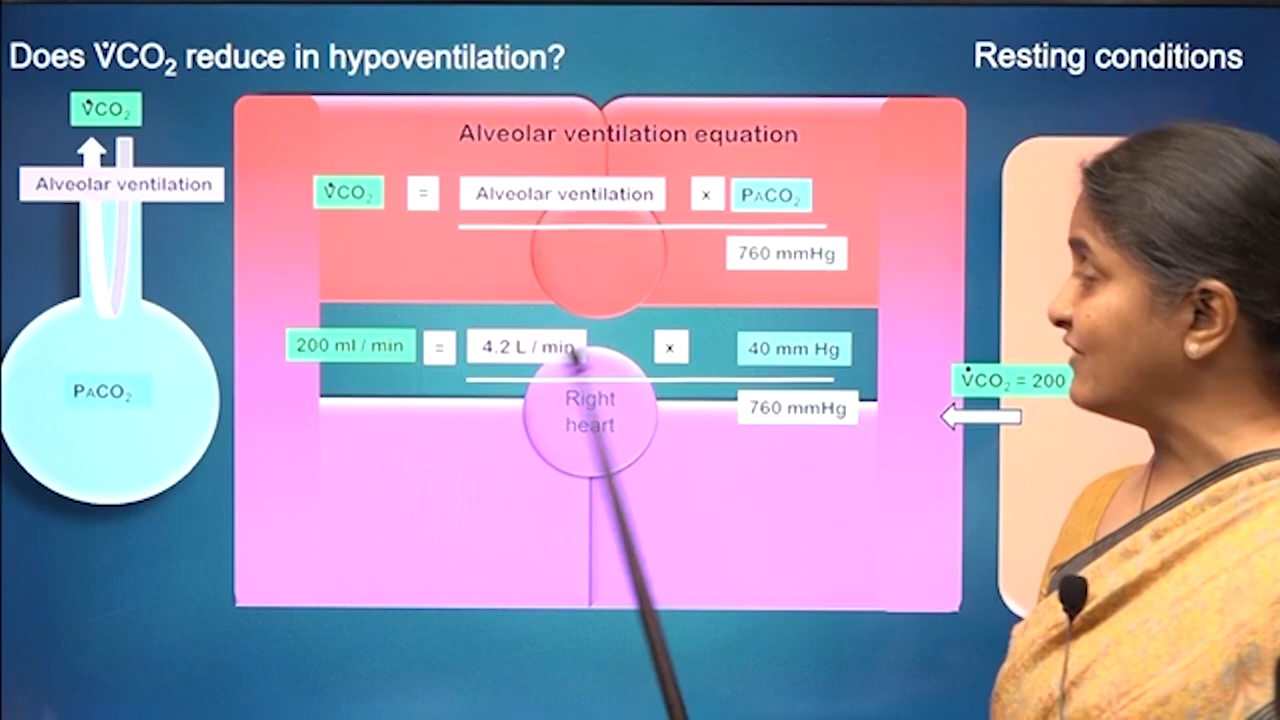 Does V̇CO₂ reduce in hypoventilation?
Resting conditions
V̇CO₂
Alveolar ventilation
PACO₂
Alveolar ventilation equation
V̇CO₂ = Alveolar ventilation x PACO₂
760 mmHg
200 ml / min = 4.2 L / min x 40 mm Hg
760 mmHg
Right
heart
V̇CO₂ = 200